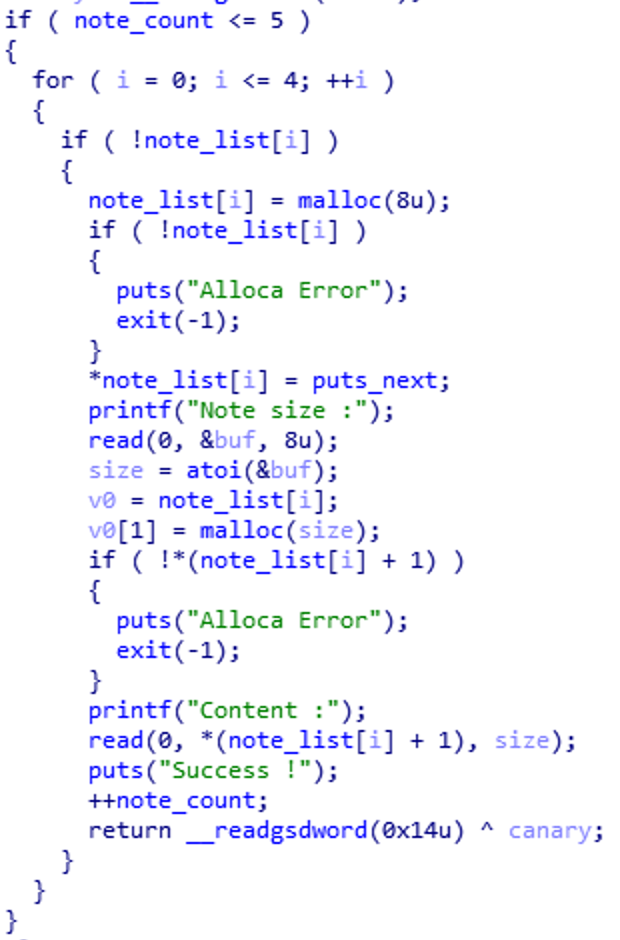 if ( note_count <= 5 )
{
for ( i = 0; i <= 4; ++i )
{
if ( !note_list[i] )
{
note_list[i] = malloc(8u);
if ( !note_list[i] )
{
puts("Alloca Error");
exit(-1);
}
*note_list[i] = puts_next;
printf("Note size :");
read(0, &buf, 8u);
size = atoi(&buf);
v0 = note_list[i];
v0[1] = malloc(size);
if ( !*(note_list[i] + 1) )
{
puts("Alloca Error");
exit(-1);
}
printf("Content :");
read(0, *(note_list[i] + 1), size);
puts("Success !");
++note_count;
return __readgsdword(0x14u) ^ canary;
}
}
}